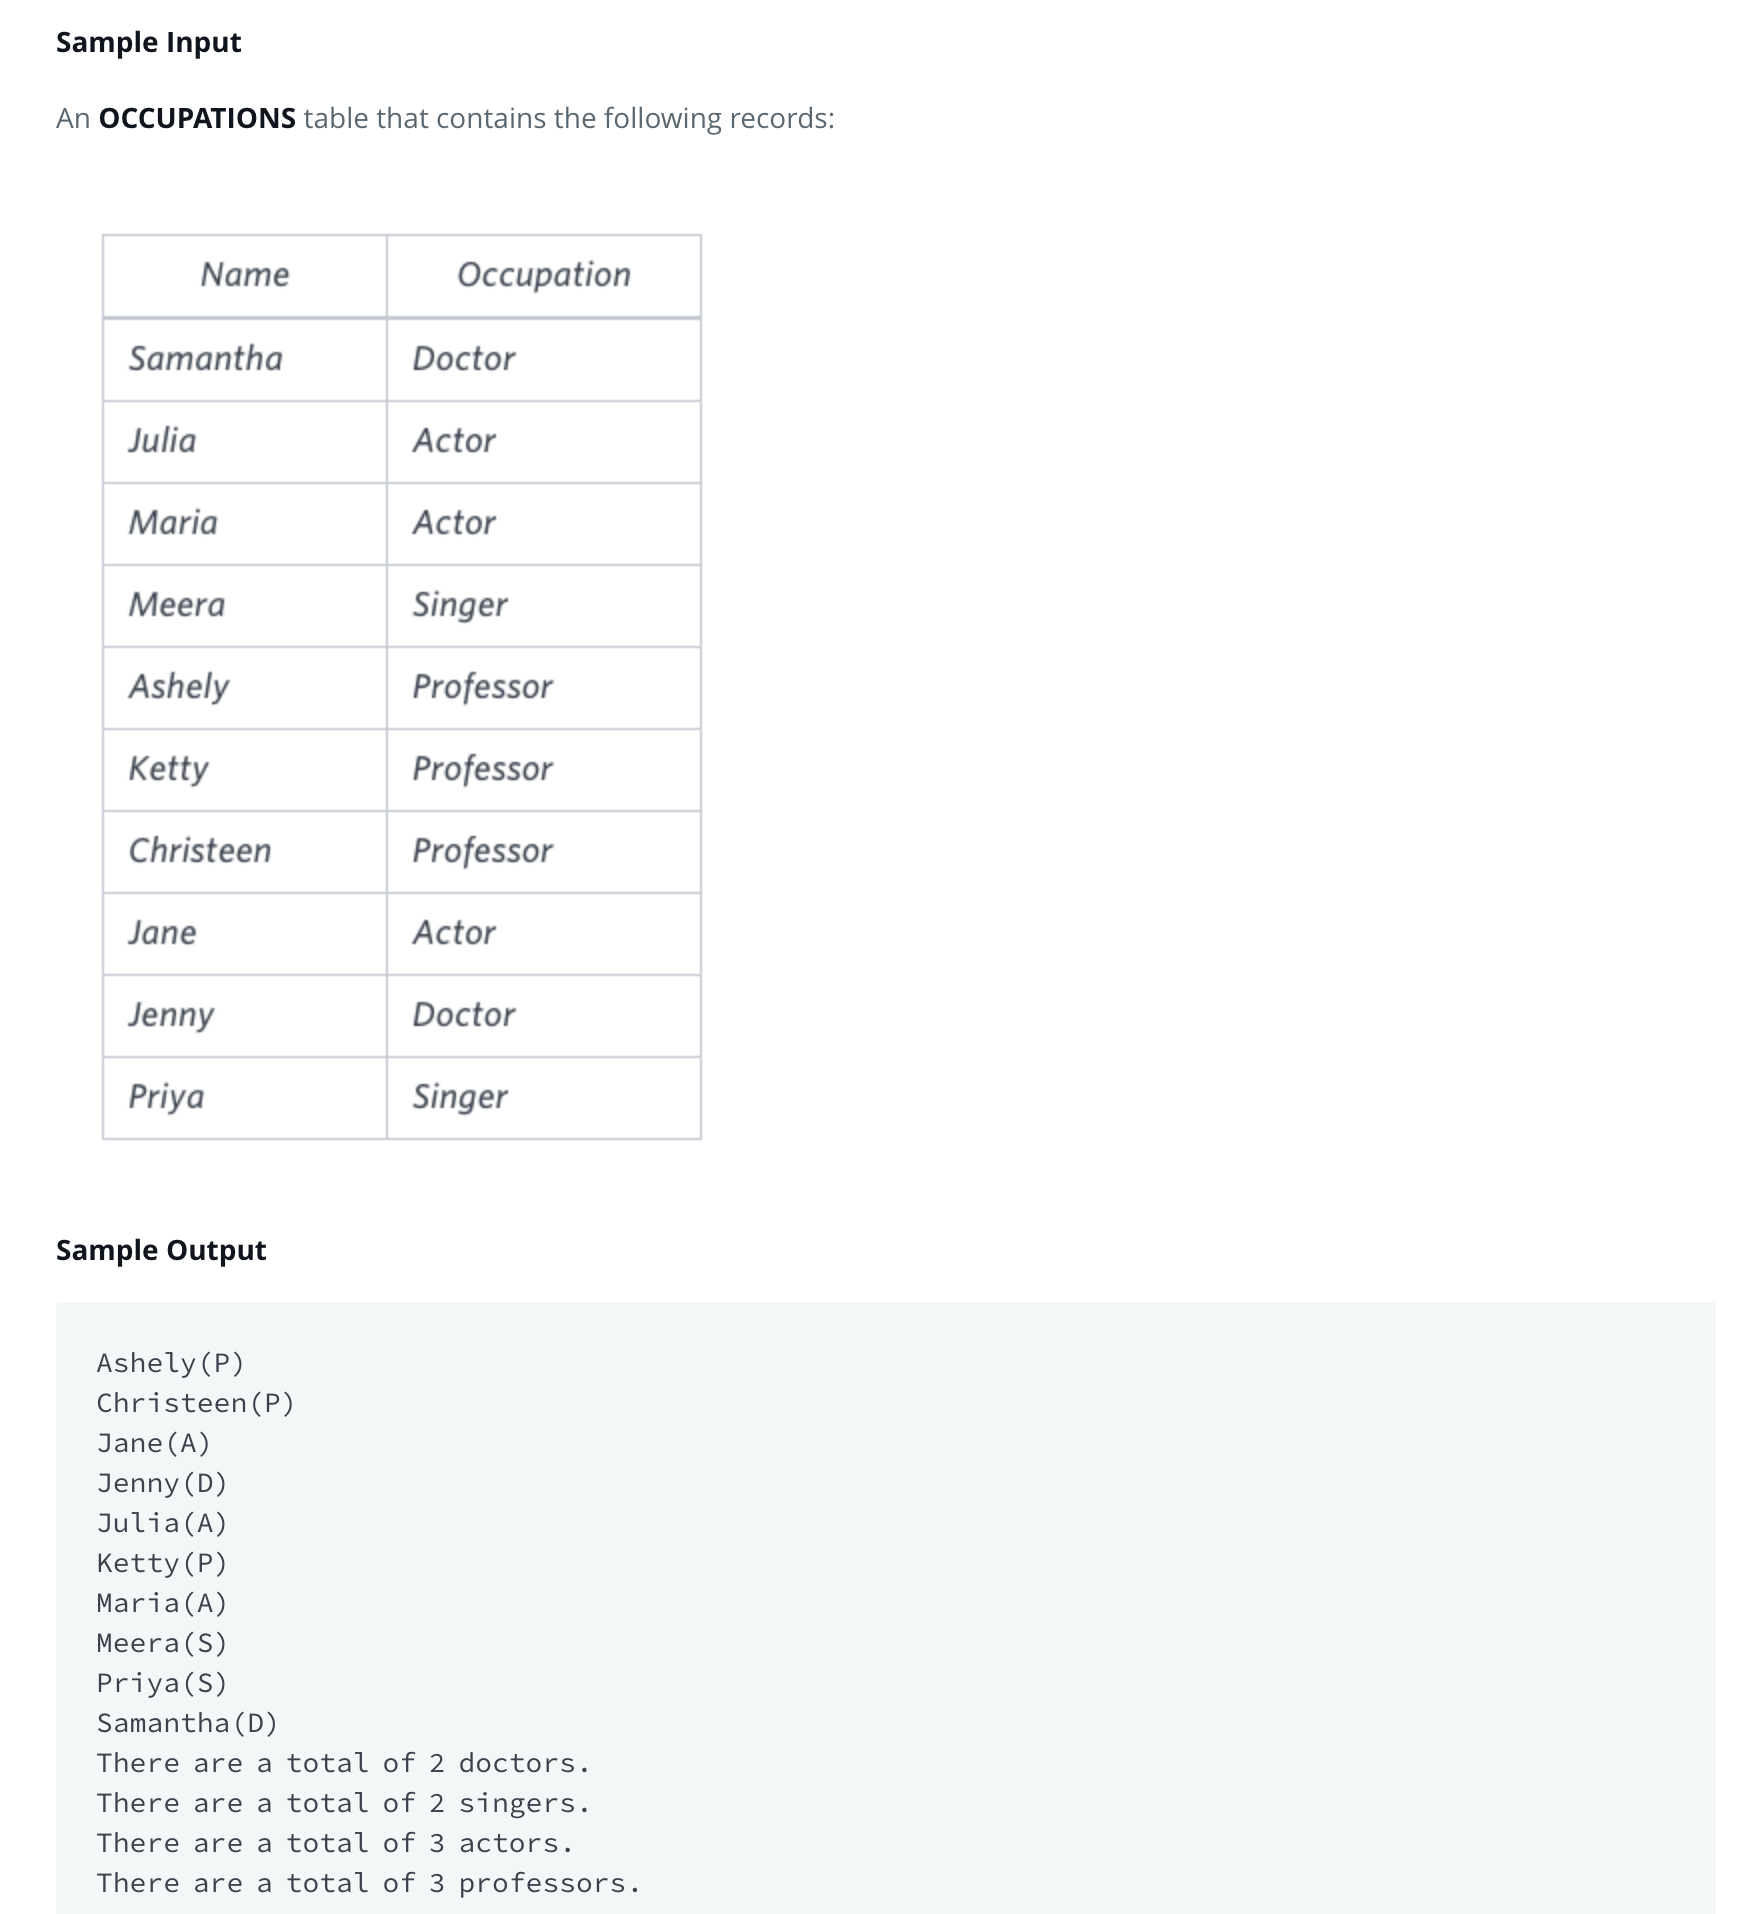 Sample Input
An OCCUPATIONS table that contains the following records:
Name Occupation
Samantha Doctor
Julia Actor
Maria Actor
Meera Singer
Ashely Professor
Ketty Professor
Christeen Professor
Jane Actor
Jenny Doctor
Priya Singer
Sample Output
Ashely(P)
Christeen(P)
Jane(A)
Jenny(D)
Julia(A)
Ketty(P)
Maria(A)
Meera(S)
Priya(S)
Samantha(D)
There are a total of 2 doctors.
There are a total of 2 singers.
There are a total of 3 actors.
There are a total of 3 professors.